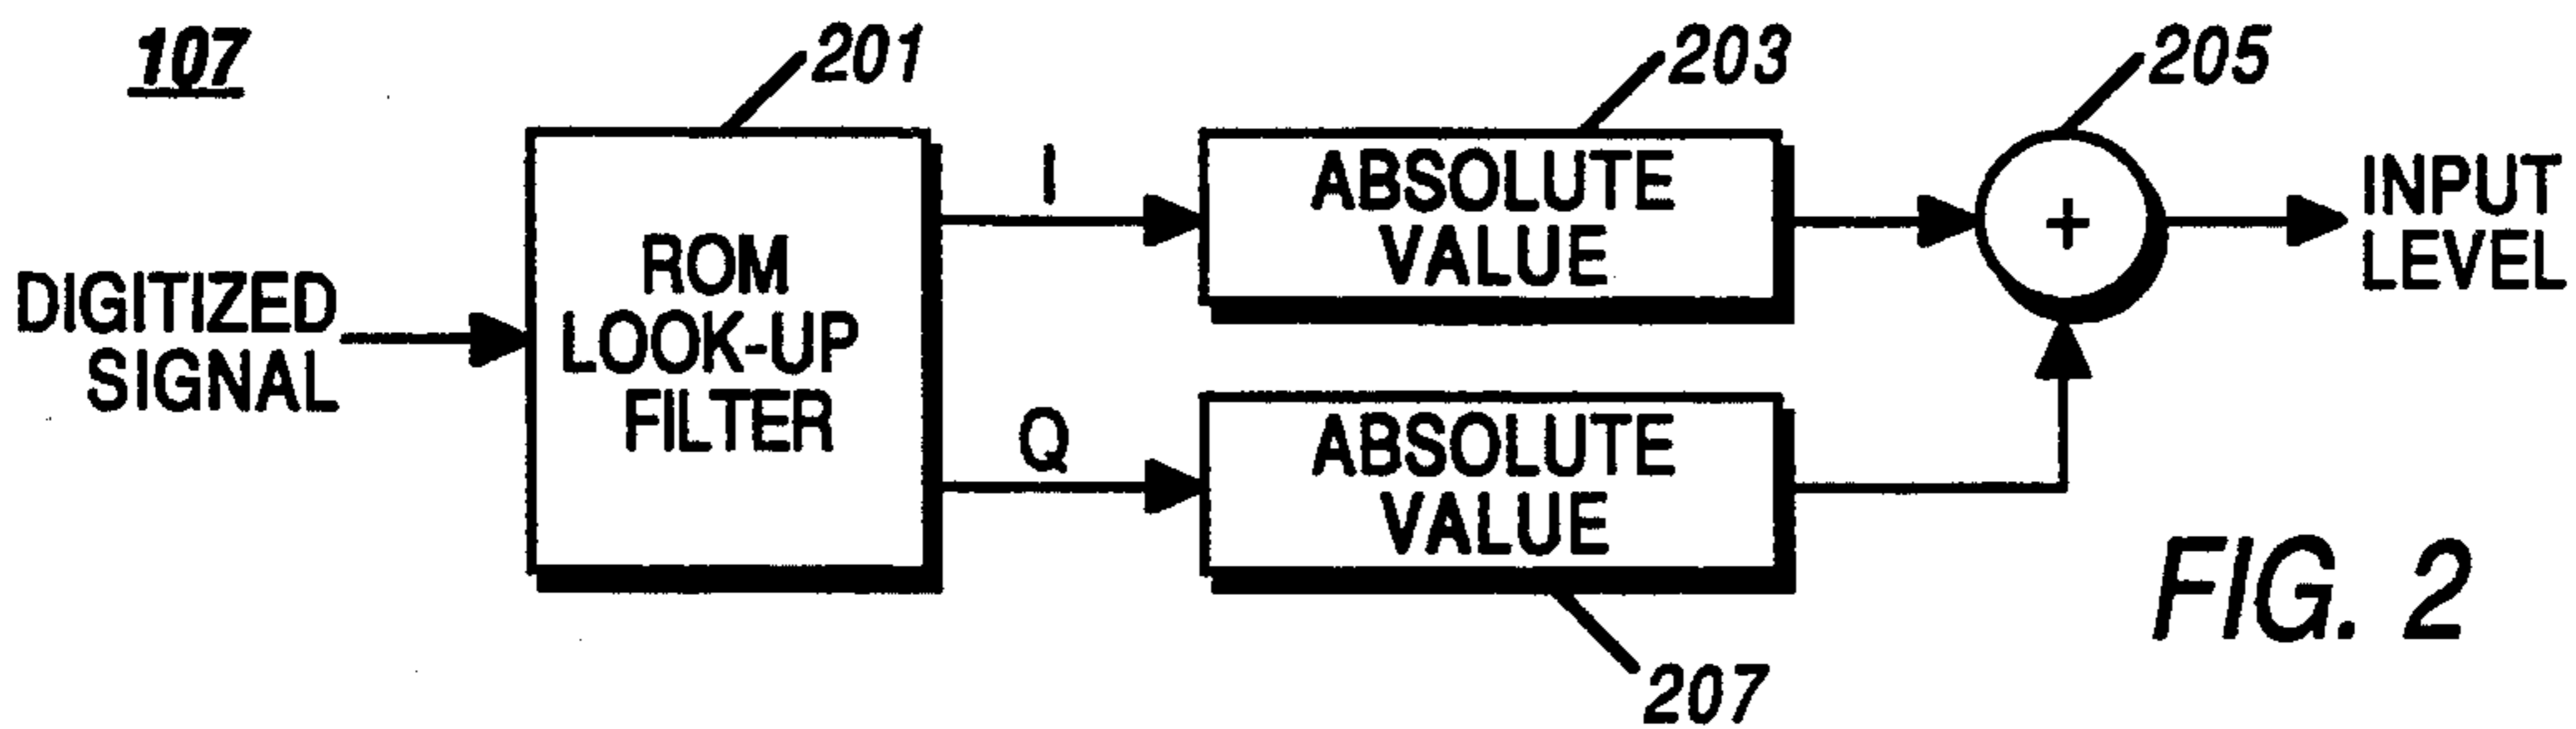 107
201
203
205
DIGITIZED
SIGNAL
ROM
LOOK-UP
FILTER
I
ABSOLUTE
VALUE
+
INPUT
LEVEL
Q
ABSOLUTE
VALUE
207
FIG. 2